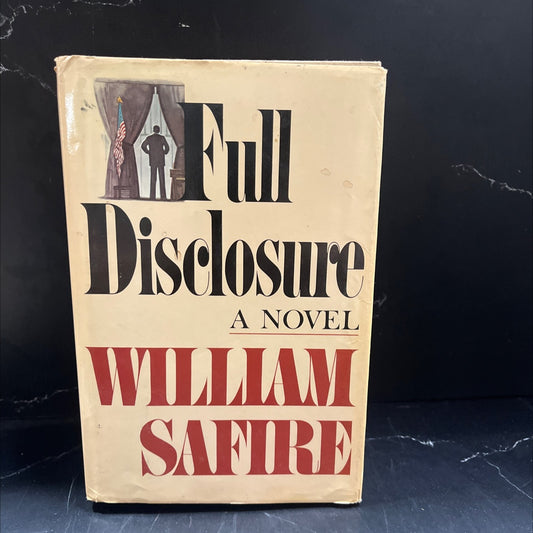 Full
Disclosure
A NOVEL
WILLIAM
SAFIRE